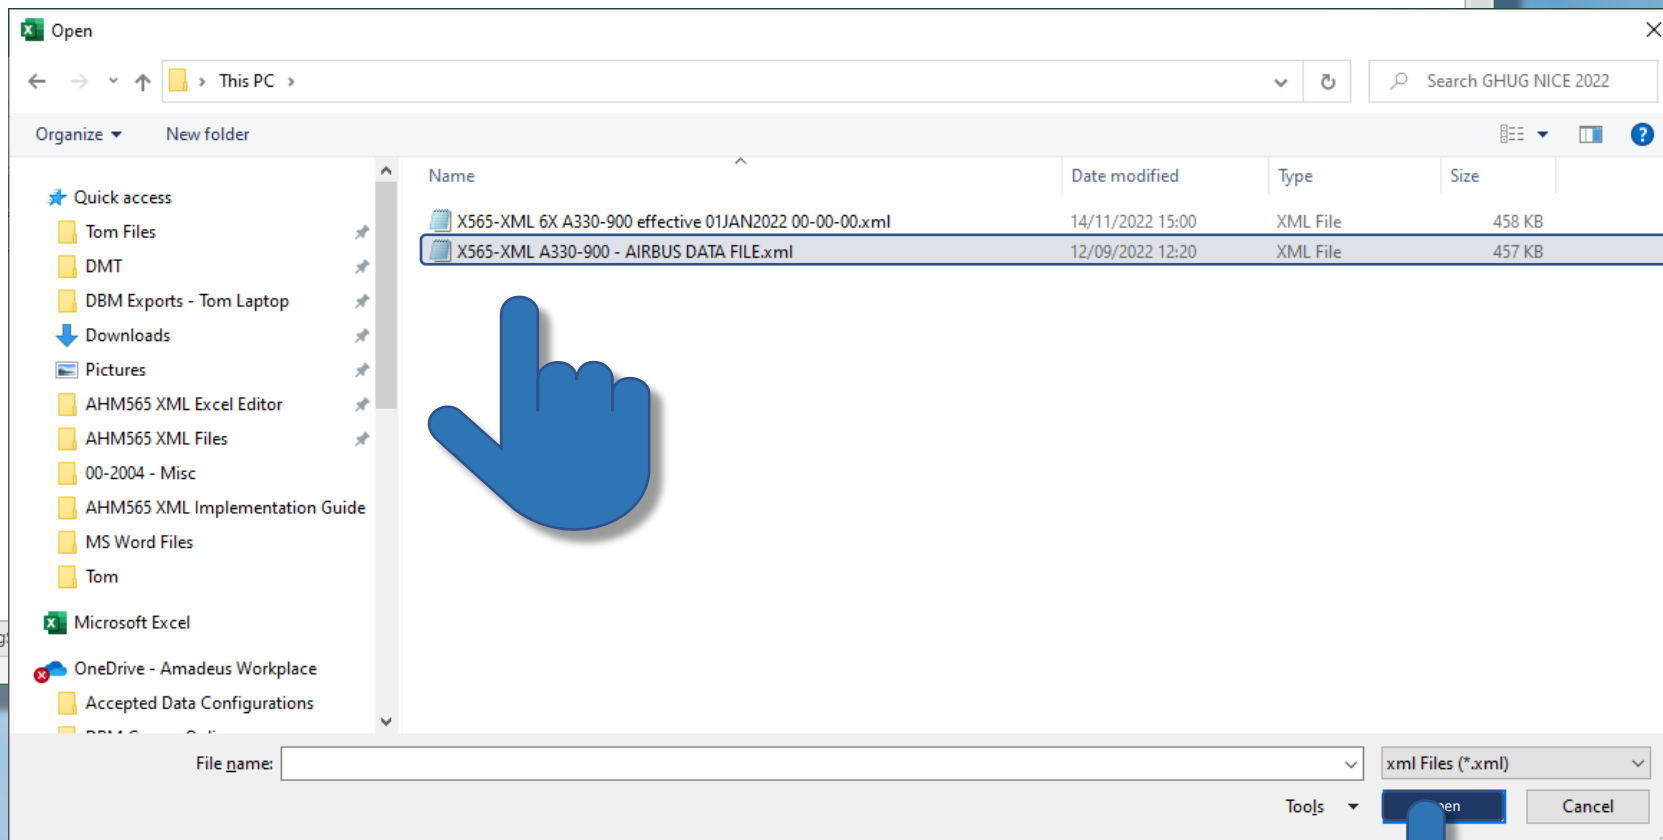 Open
This PC
Search GHUG NICE 2022
Organize
New folder
Name
Date modified
Type
Size
Quick access
Tom Files
DMT
DBM Exports - Tom Laptop
Downloads
Pictures
AHM565 XML Excel Editor
AHM565 XML Files
00-2004 - Misc
AHM565 XML Implementation Guide
MS Word Files
Tom
Microsoft Excel
OneDrive - Amadeus Workplace
Accepted Data Configurations
X565-XML 6X A330-900 effective 01JAN2022 00-00-00.xml 14/11/2022 15:00 XML File 458 KB
X565-XML A330-900 - AIRBUS DATA FILE.xml 12/09/2022 12:20 XML File 457 KB
File name:
xml Files (*.xml)
Tools
Cancel